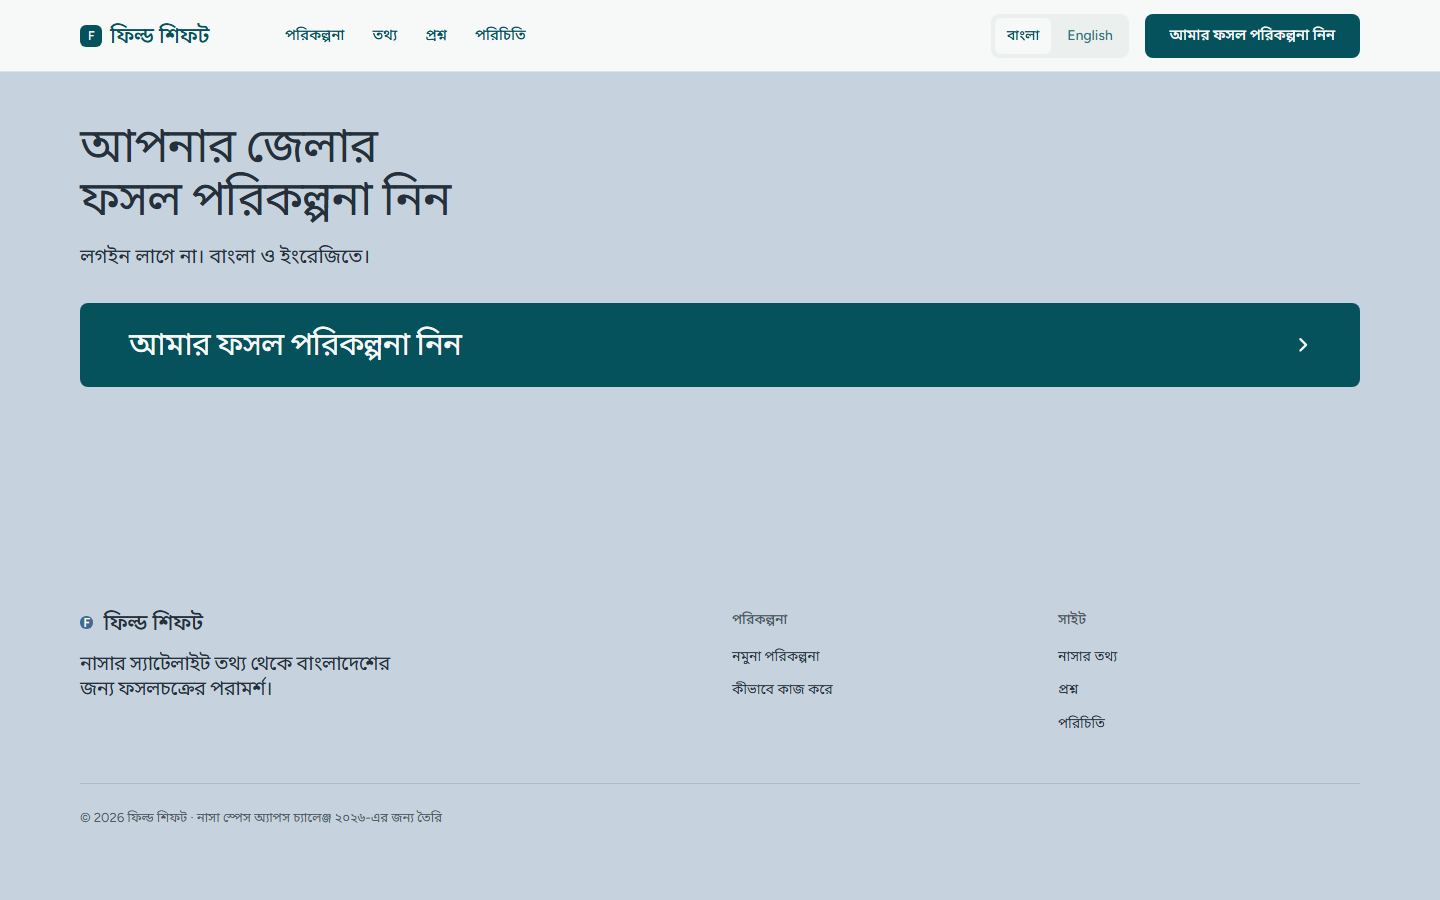 F ফিল্ড শিফট
পরিকল্পনা
তথ্য
প্রশ্ন
পরিচিতি
বাংলা
English
আমার ফসল পরিকল্পনা নিন
আপনার জেলার
ফসল পরিকল্পনা নিন
লগইন লাগে না। বাংলা ও ইংরেজিতে।
আমার ফসল পরিকল্পনা নিন
F ফিল্ড শিফট
নাসার স্যাটেলাইট তথ্য থেকে বাংলাদেশের
জন্য ফসলচক্রের পরামর্শ।
পরিকল্পনা
নমুনা পরিকল্পনা
কীভাবে কাজ করে
সাইট
নাসার তথ্য
প্রশ্ন
পরিচিতি
© 2026 ফিল্ড শিফট · নাসা স্পেস অ্যাপস চ্যালেঞ্জ ২০২৬-এর জন্য তৈরি